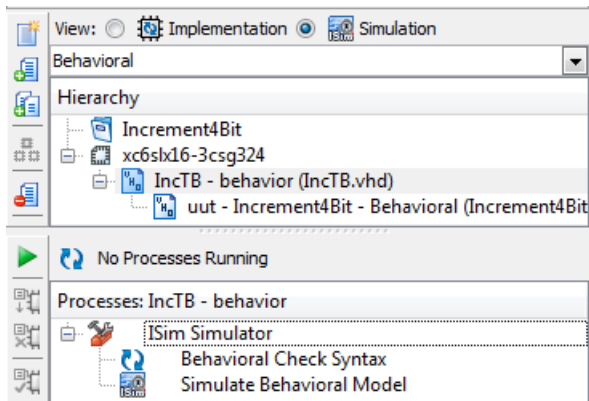 View: Implementation Simulation
Behavioral
Hierarchy
Increment4Bit
xc6slx16-3csg324
IncTB - behavior (IncTB.vhd)
uut - Increment4Bit - Behavioral (Increment4Bit
No Processes Running
Processes: IncTB - behavior
ISim Simulator
Behavioral Check Syntax
Simulate Behavioral Model